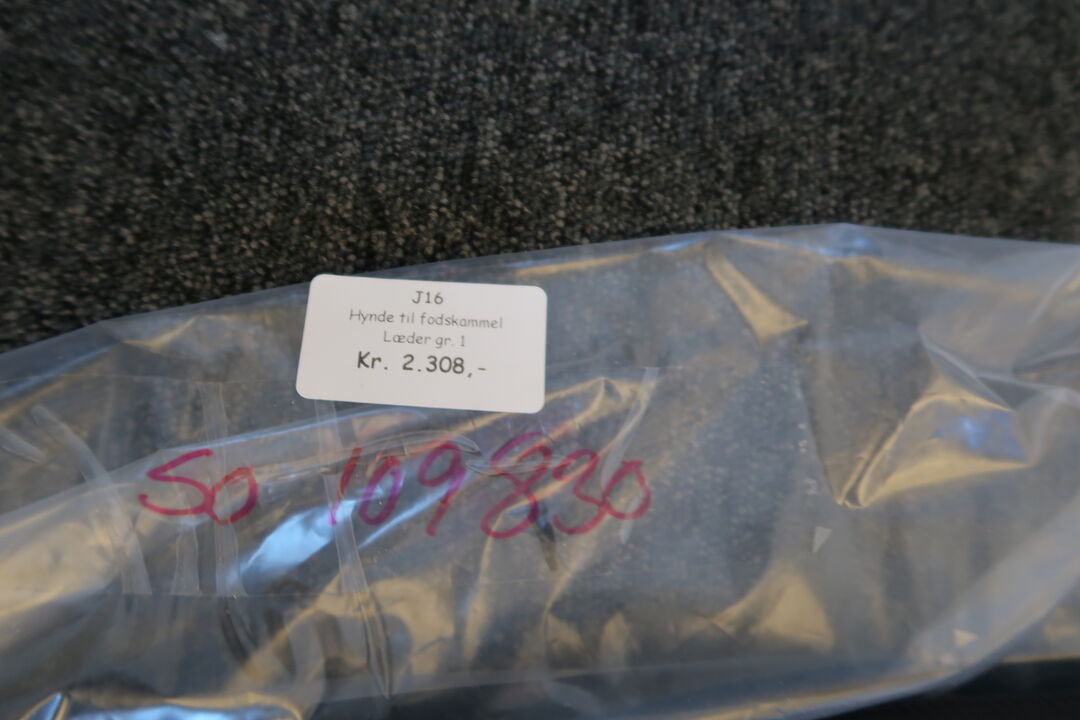 J16
Hynde til fodskammel
Læder gr. 1
Kr. 2.308,-
SO 109830